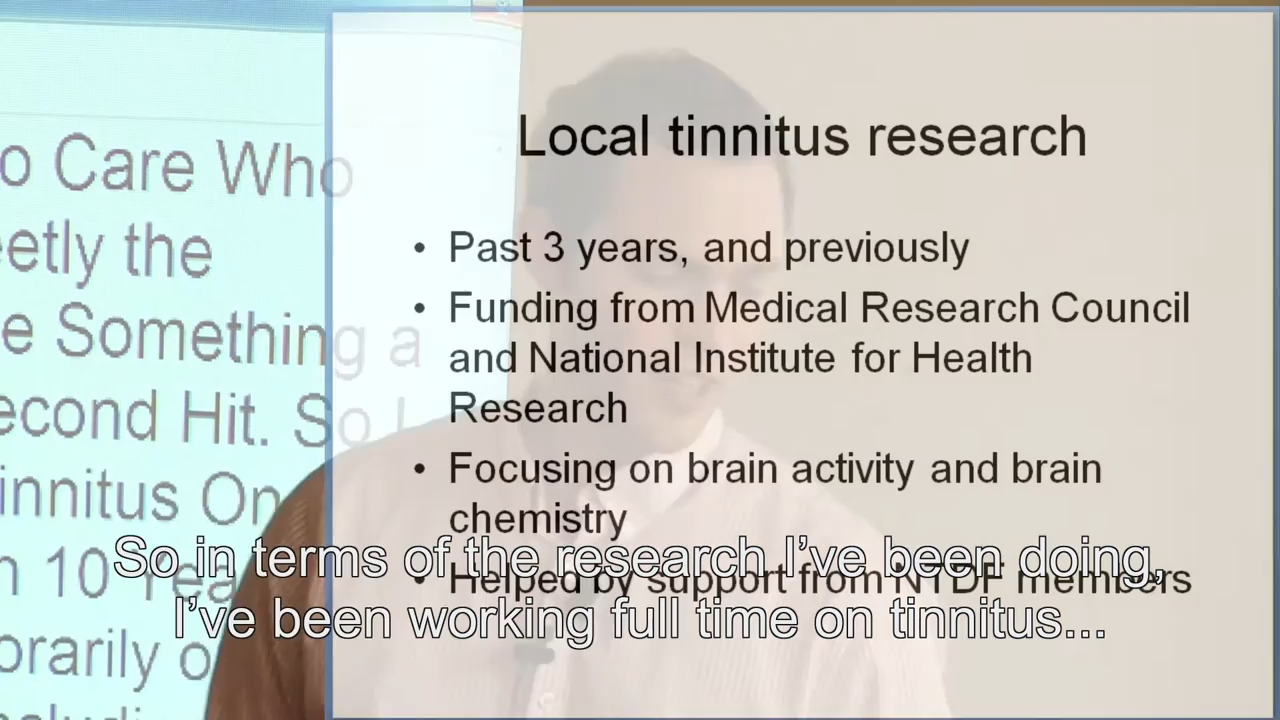 o Care Who
eetly the
e Something a
econd Hit. So I
innitus On
n 10 Yea
orarily o
Local tinnitus research
• Past 3 years, and previously
• Funding from Medical Research Council
and National Institute for Health
Research
• Focusing on brain activity and brain
chemistry
• Helped by support from NTDF members
So in terms of the research I’ve been doing,
I’ve been working full time on tinnitus...